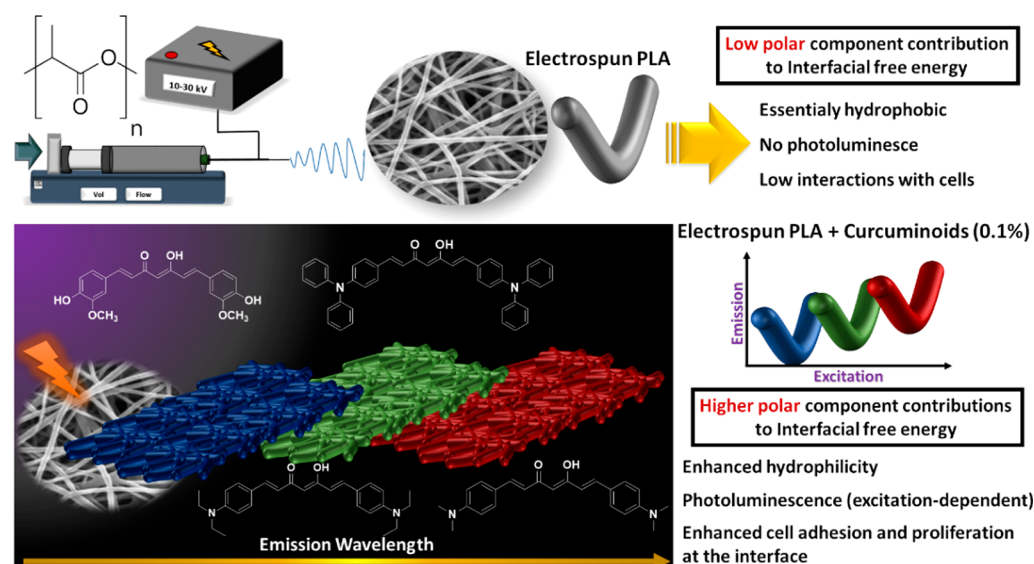 O
O
n
10-30 kV
Vol
Flow
Electrospun PLA
Low polar component contribution
to Interfacial free energy
Essentialy hydrophobic
No photoluminesce
Low interactions with cells
O OH
HO
OCH3
OH
OCH3
O OH
N
N
Electrospun PLA + Curcuminoids (0.1%)
Emission
Excitation
Higher polar component contributions
to Interfacial free energy
O OH
N
N
O OH
N
N
Emission Wavelength
Enhanced hydrophilicity
Photoluminescence (excitation-dependent)
Enhanced cell adhesion and proliferation
at the interface